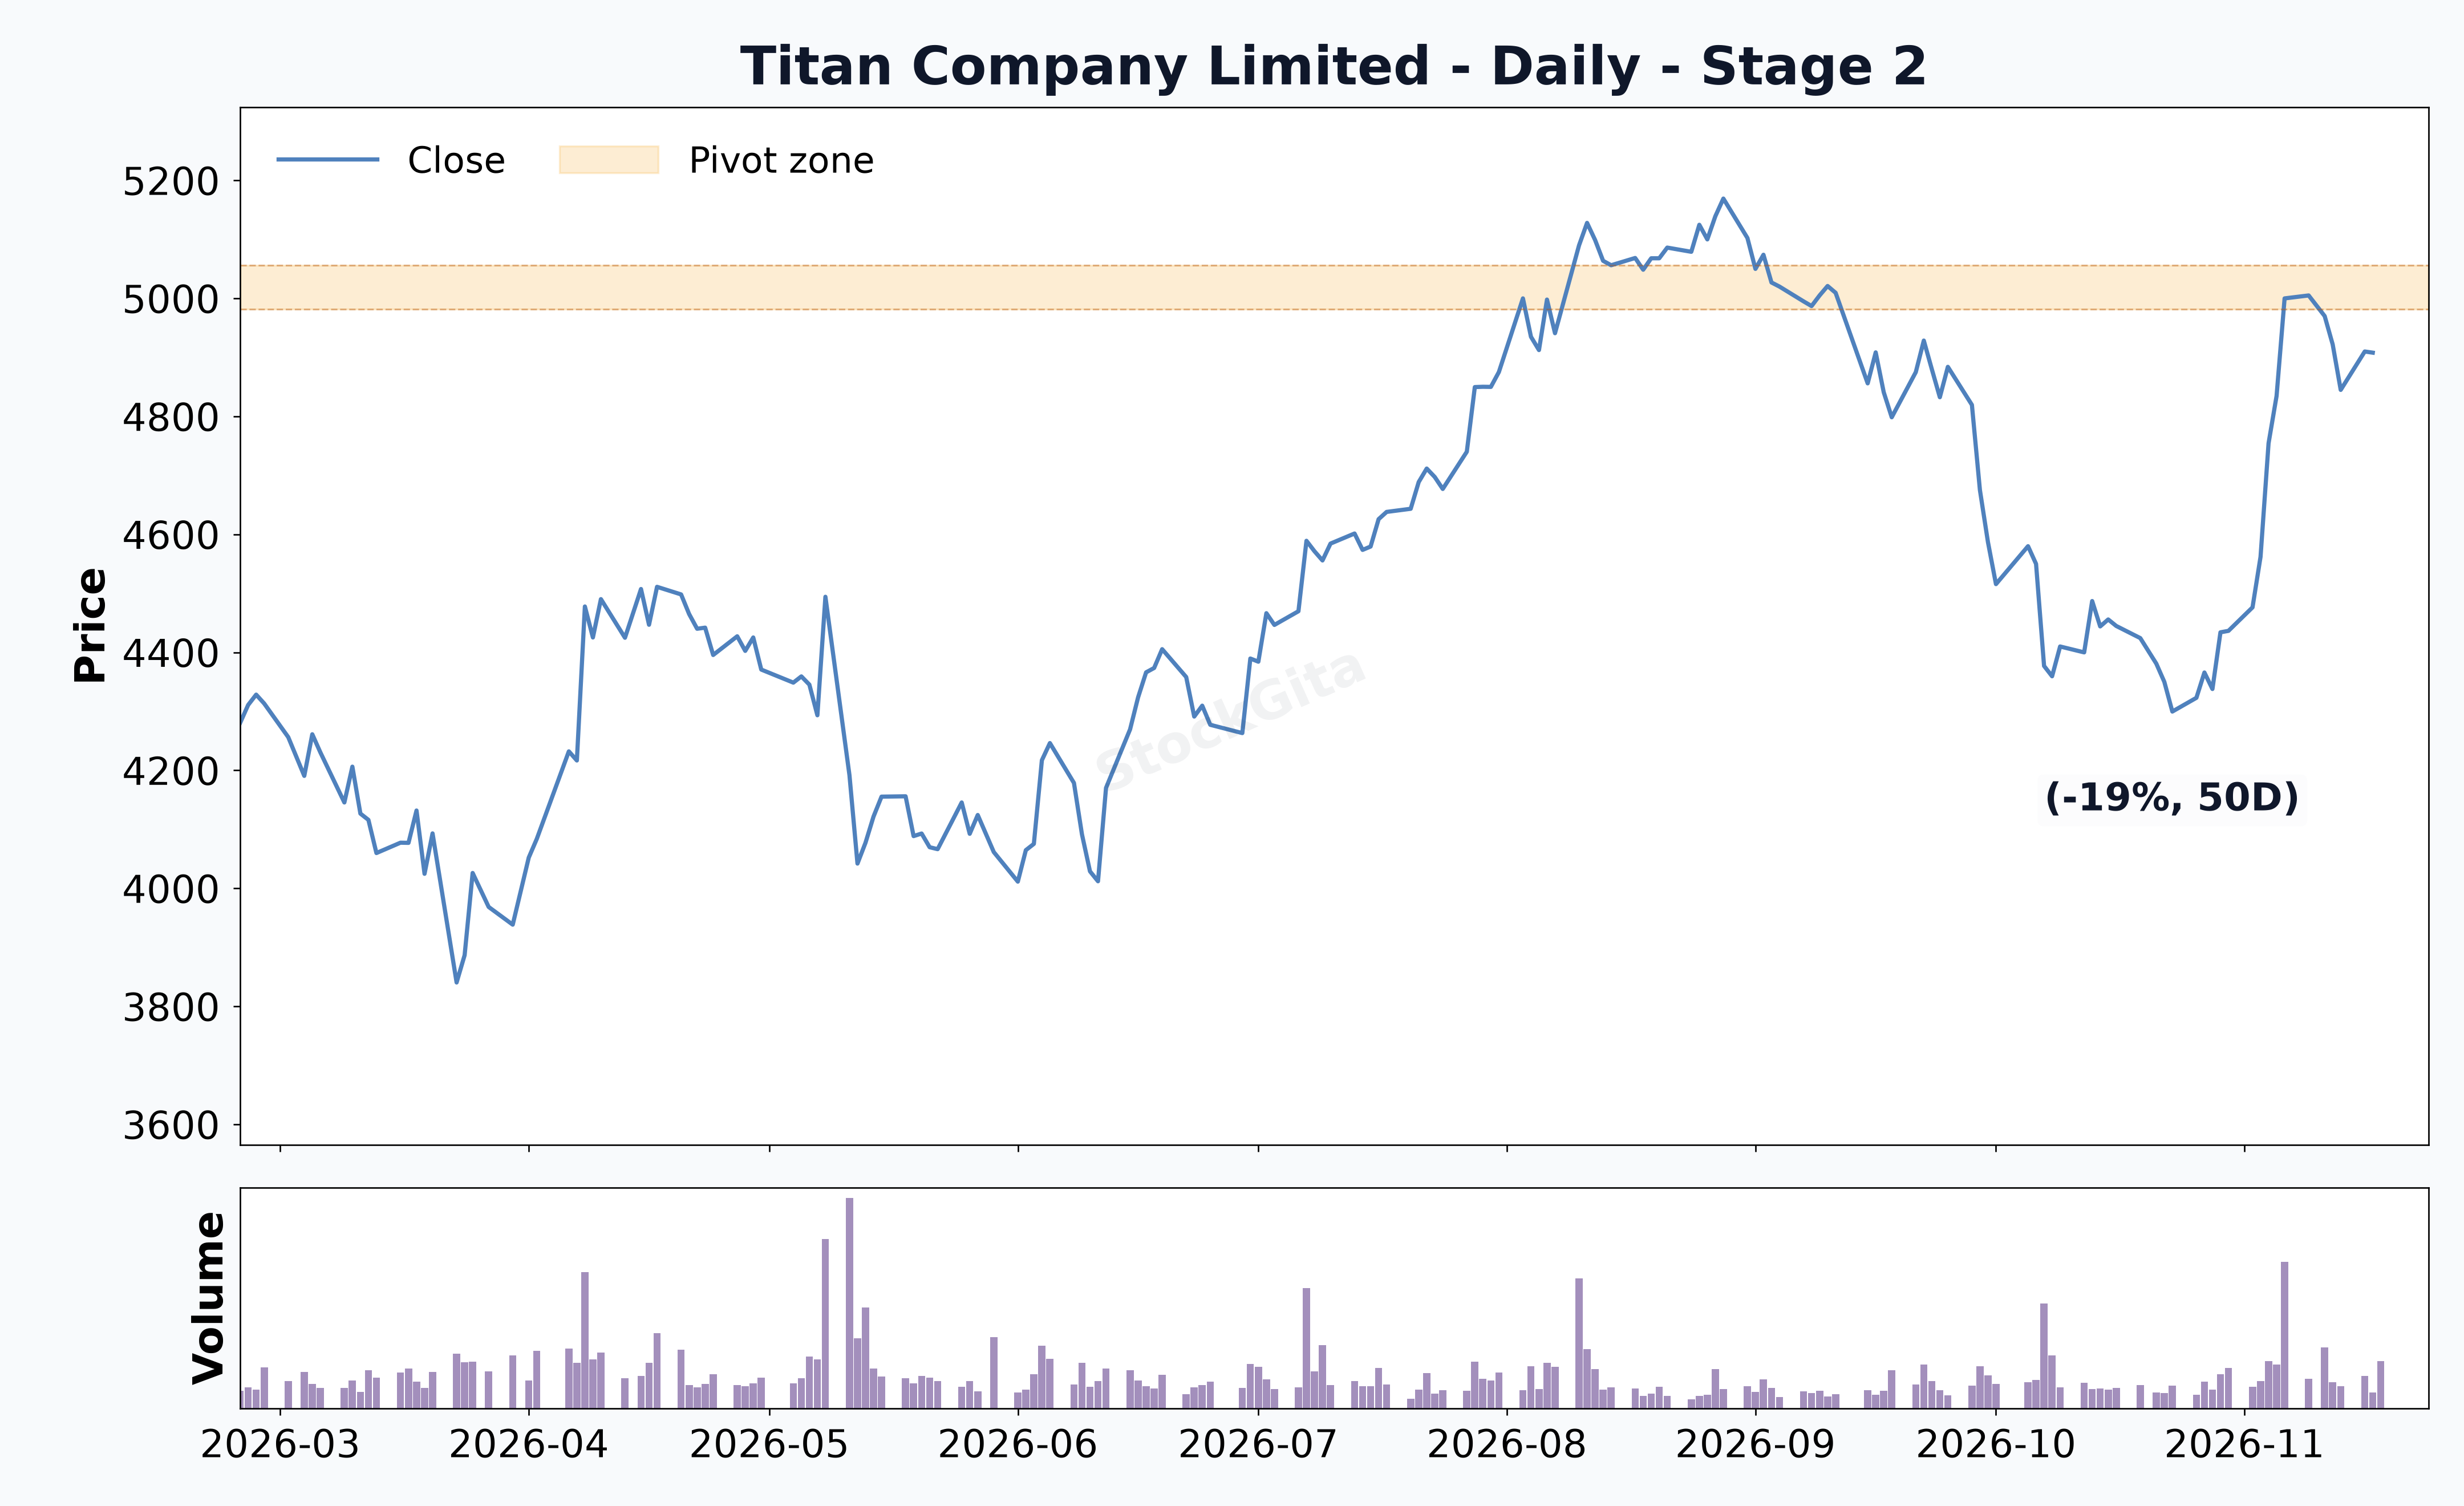 Titan Company Limited - Daily - Stage 2
Close
Pivot zone
5200
5000
4800
4600
4400
4200
4000
3800
3600
Price
StockGita
(-19%, 50D)
Volume
2026-03
2026-04
2026-05
2026-06
2026-07
2026-08
2026-09
2026-10
2026-11